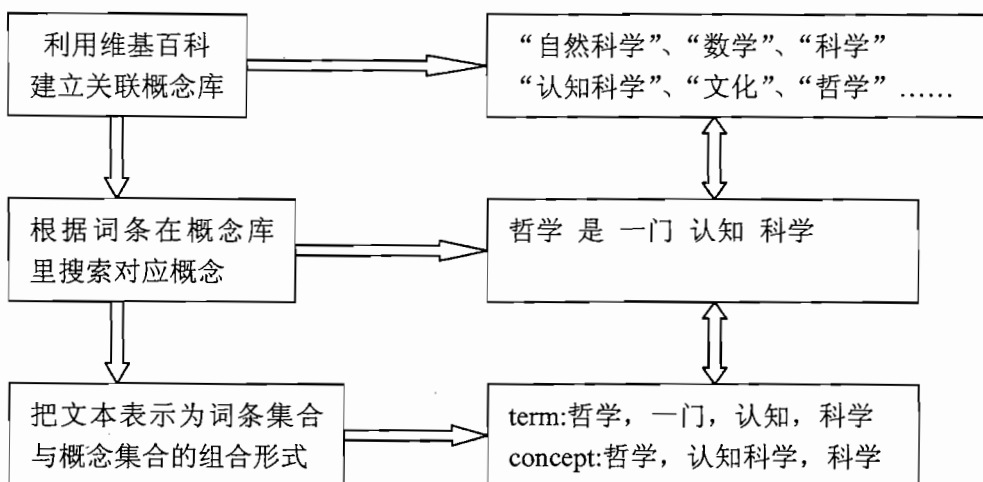 利用维基百科
建立关联概念库
“自然科学”、“数学”、“科学”
“认知科学”、“文化”、“哲学”……
根据词条在概念库
里搜索对应概念
哲学 是 一门 认知 科学
把文本表示为词条集合
与概念集合的组合形式
term:哲学，一门，认知，科学
concept:哲学，认知科学，科学